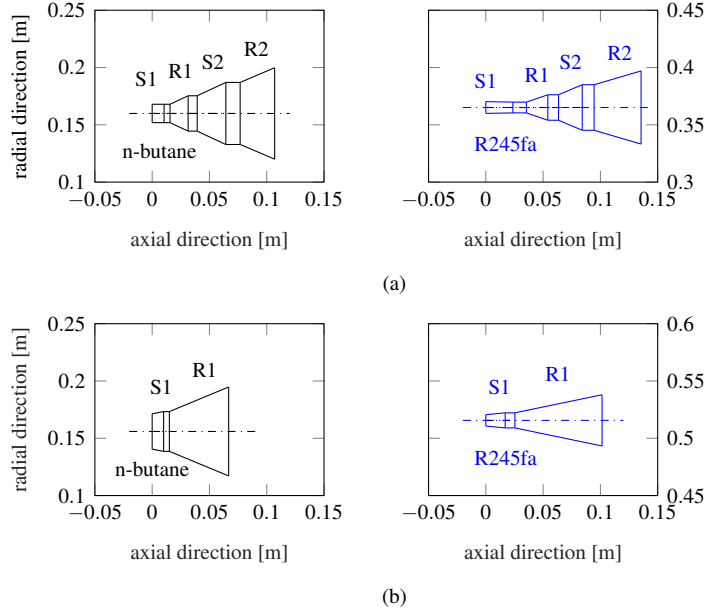 0.25
0.2
0.15
0.1
radial direction [m]
S1
R1
S2
R2
n-butane
−0.05
0
0.05
0.1
0.15
axial direction [m]
0.45
0.4
0.35
0.3
S1
R1
S2
R2
R245fa
−0.05
0
0.05
0.1
0.15
axial direction [m]
(a)
0.25
0.2
0.15
0.1
radial direction [m]
S1
R1
n-butane
−0.05
0
0.05
0.1
0.15
axial direction [m]
0.6
0.55
0.5
0.45
S1
R1
R245fa
−0.05
0
0.05
0.1
0.15
axial direction [m]
(b)